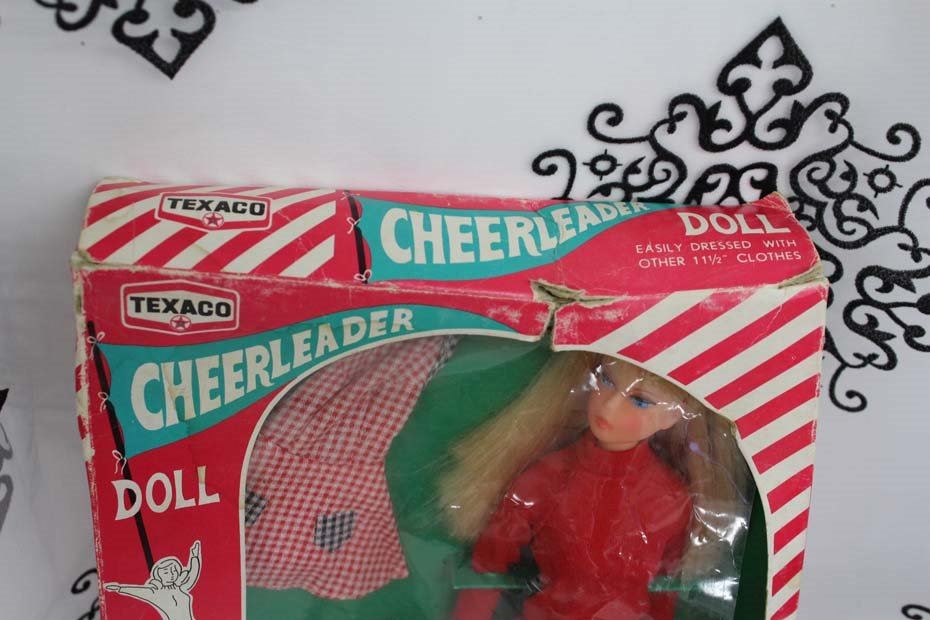 TEXACO
CHEERLEADER DOLL
EASILY DRESSED WITH
OTHER 11½" CLOTHES
TEXACO
CHEERLEADER
DOLL